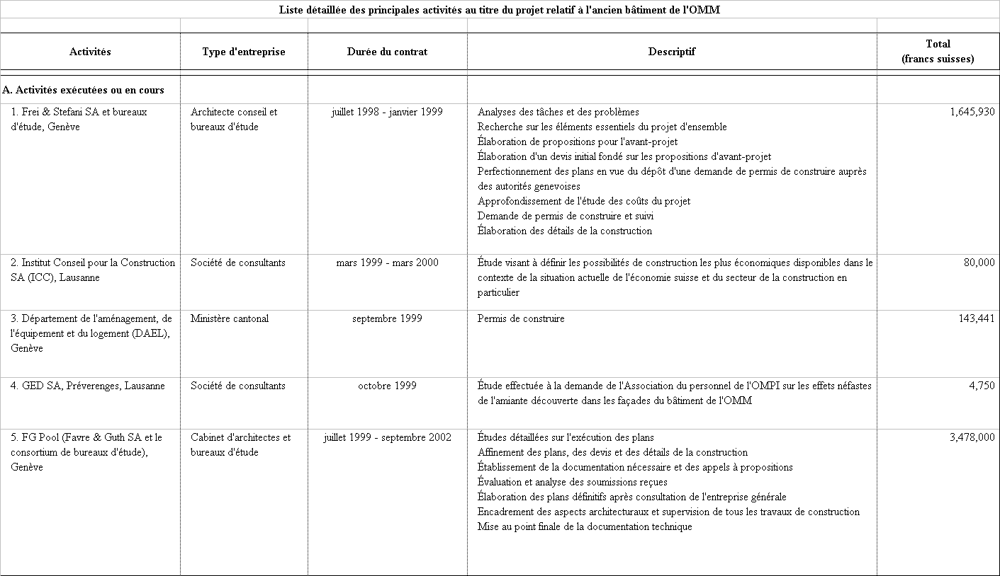 Liste détaillée des principales activités au titre du projet relatif à l'ancien bâtiment de l'OMM
Activités
Type d'entreprise
Durée du contrat
Descriptif
Total
(francs suisses)
A. Activités exécutées ou en cours
1. Frei & Stefani SA et bureaux
d'étude, Genève
Architecte conseil et
bureaux d'étude
juillet 1998 - janvier 1999
Analyses des tâches et des problèmes
Recherche sur les éléments essentiels du projet d'ensemble
Élaboration de propositions pour l'avant-projet
Élaboration d'un devis initial fondé sur les propositions d'avant-projet
Perfectionnement des plans en vue du dépôt d'une demande de permis de construire auprès
des autorités genevoises
Approfondissement de l'étude des coûts du projet
Demande de permis de construire et suivi
Élaboration des détails de la construction
1,645,930
2. Institut Conseil pour la Construction
SA (ICC), Lausanne
Société de consultants
mars 1999 - mars 2000
Étude visant à définir les possibilités de construction les plus économiques disponibles dans le
contexte de la situation actuelle de l'économie suisse et du secteur de la construction en
particulier
80,000
3. Département de l'aménagement, de
l'équipement et du logement (DAEL),
Genève
Ministère cantonal
septembre 1999
Permis de construire
143,441
4. GED SA, Préverenges, Lausanne
Société de consultants
octobre 1999
Étude effectuée à la demande de l'Association du personnel de l'OMPI sur les effets néfastes
de l'amiante découverte dans les façades du bâtiment de l'OMM
4,750
5. FG Pool (Favre & Guth SA et le
consortium de bureaux d'étude),
Genève
Cabinet d'architectes et
bureaux d'étude
juillet 1999 - septembre 2002
Études détaillées sur l'exécution des plans
Affinement des plans, des devis et des détails de la construction
Établissement de la documentation nécessaire et des appels à propositions
Évaluation et analyse des soumissions reçues
Élaboration des plans définitifs après consultation de l'entreprise générale
Encadrement des aspects architecturaux et supervision de tous les travaux de construction
Mise au point finale de la documentation technique
3,478,000